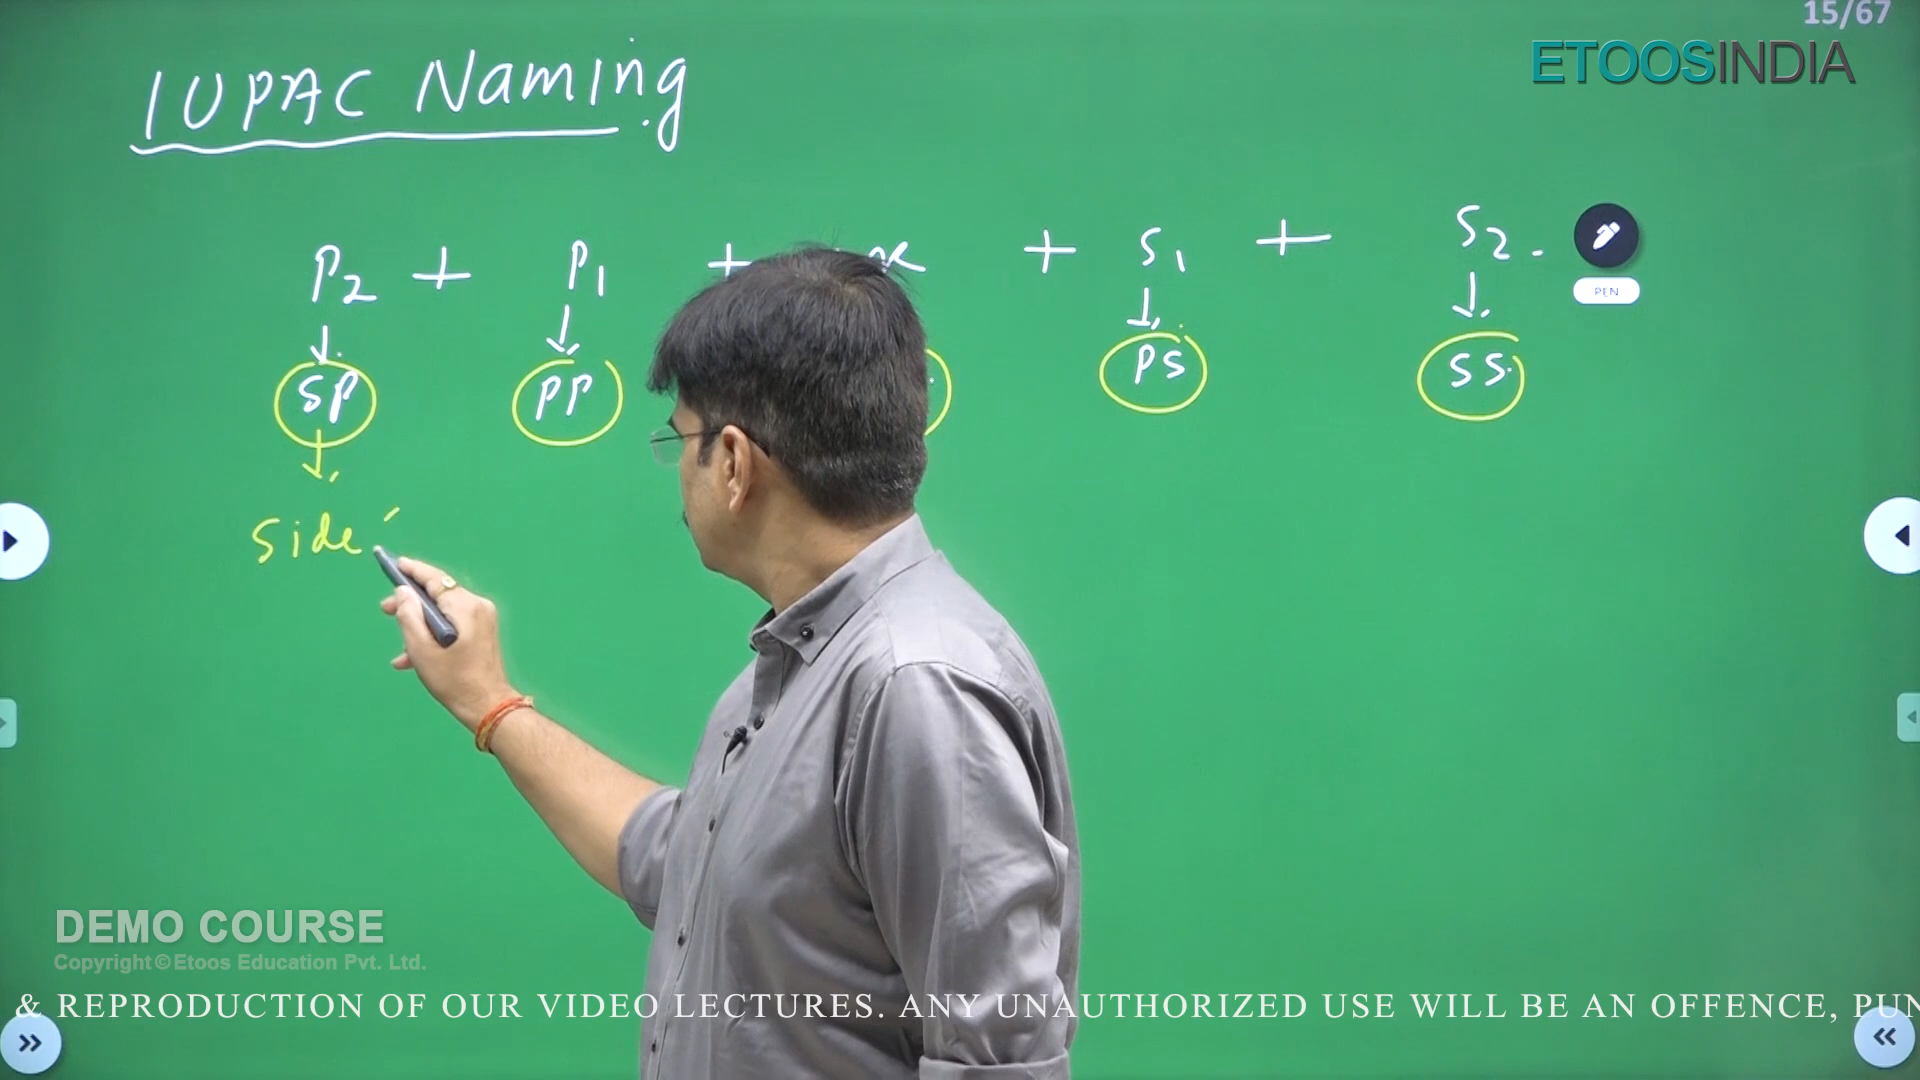 15/67
ETOOSINDIA
IUPAC Naming
P2 + P1 + + S1 + S2.
PEN
SP PP PS SS
side
DEMO COURSE
Copyright © Etoos Education Pvt. Ltd.
& REPRODUCTION OF OUR VIDEO LECTURES. ANY UNAUTHORIZED USE WILL BE AN OFFENCE,